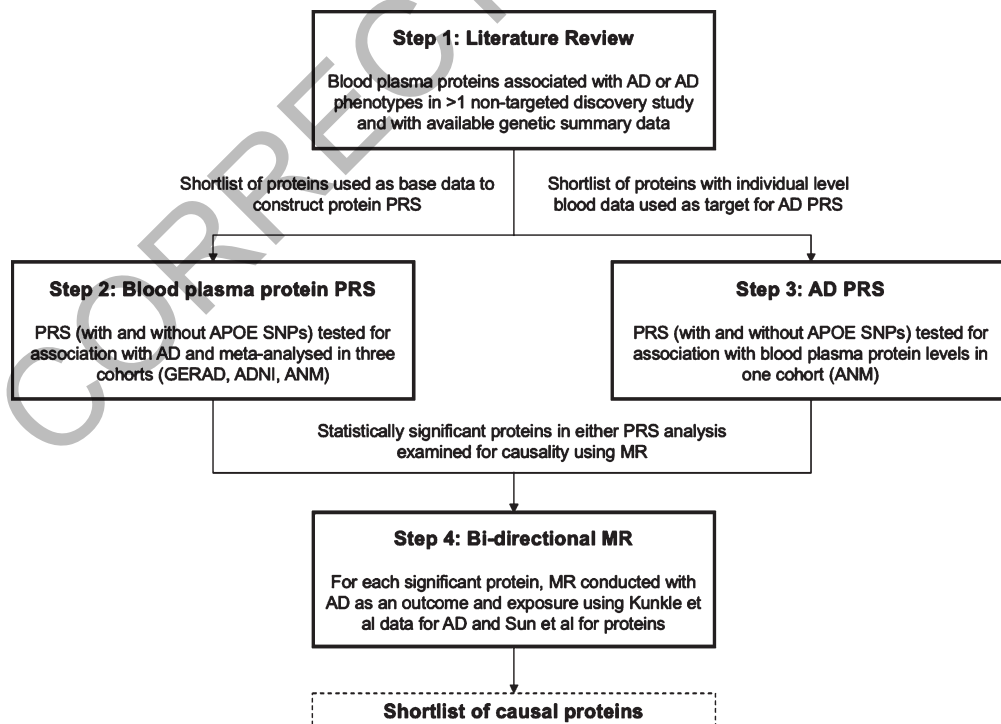 Step 1: Literature Review
Blood plasma proteins associated with AD or AD
phenotypes in >1 non-targeted discovery study
and with available genetic summary data
Shortlist of proteins used as base data to
construct protein PRS
Shortlist of proteins with individual level
blood data used as target for AD PRS
Step 2: Blood plasma protein PRS
PRS (with and without APOE SNPs) tested for
association with AD and meta-analysed in three
cohorts (GERAD, ADNI, ANM)
Step 3: AD PRS
PRS (with and without APOE SNPs) tested for
association with blood plasma protein levels in
one cohort (ANM)
Statistically significant proteins in either PRS analysis
examined for causality using MR
Step 4: Bi-directional MR
For each significant protein, MR conducted with
AD as an outcome and exposure using Kunkle et
al data for AD and Sun et al for proteins
Shortlist of causal proteins